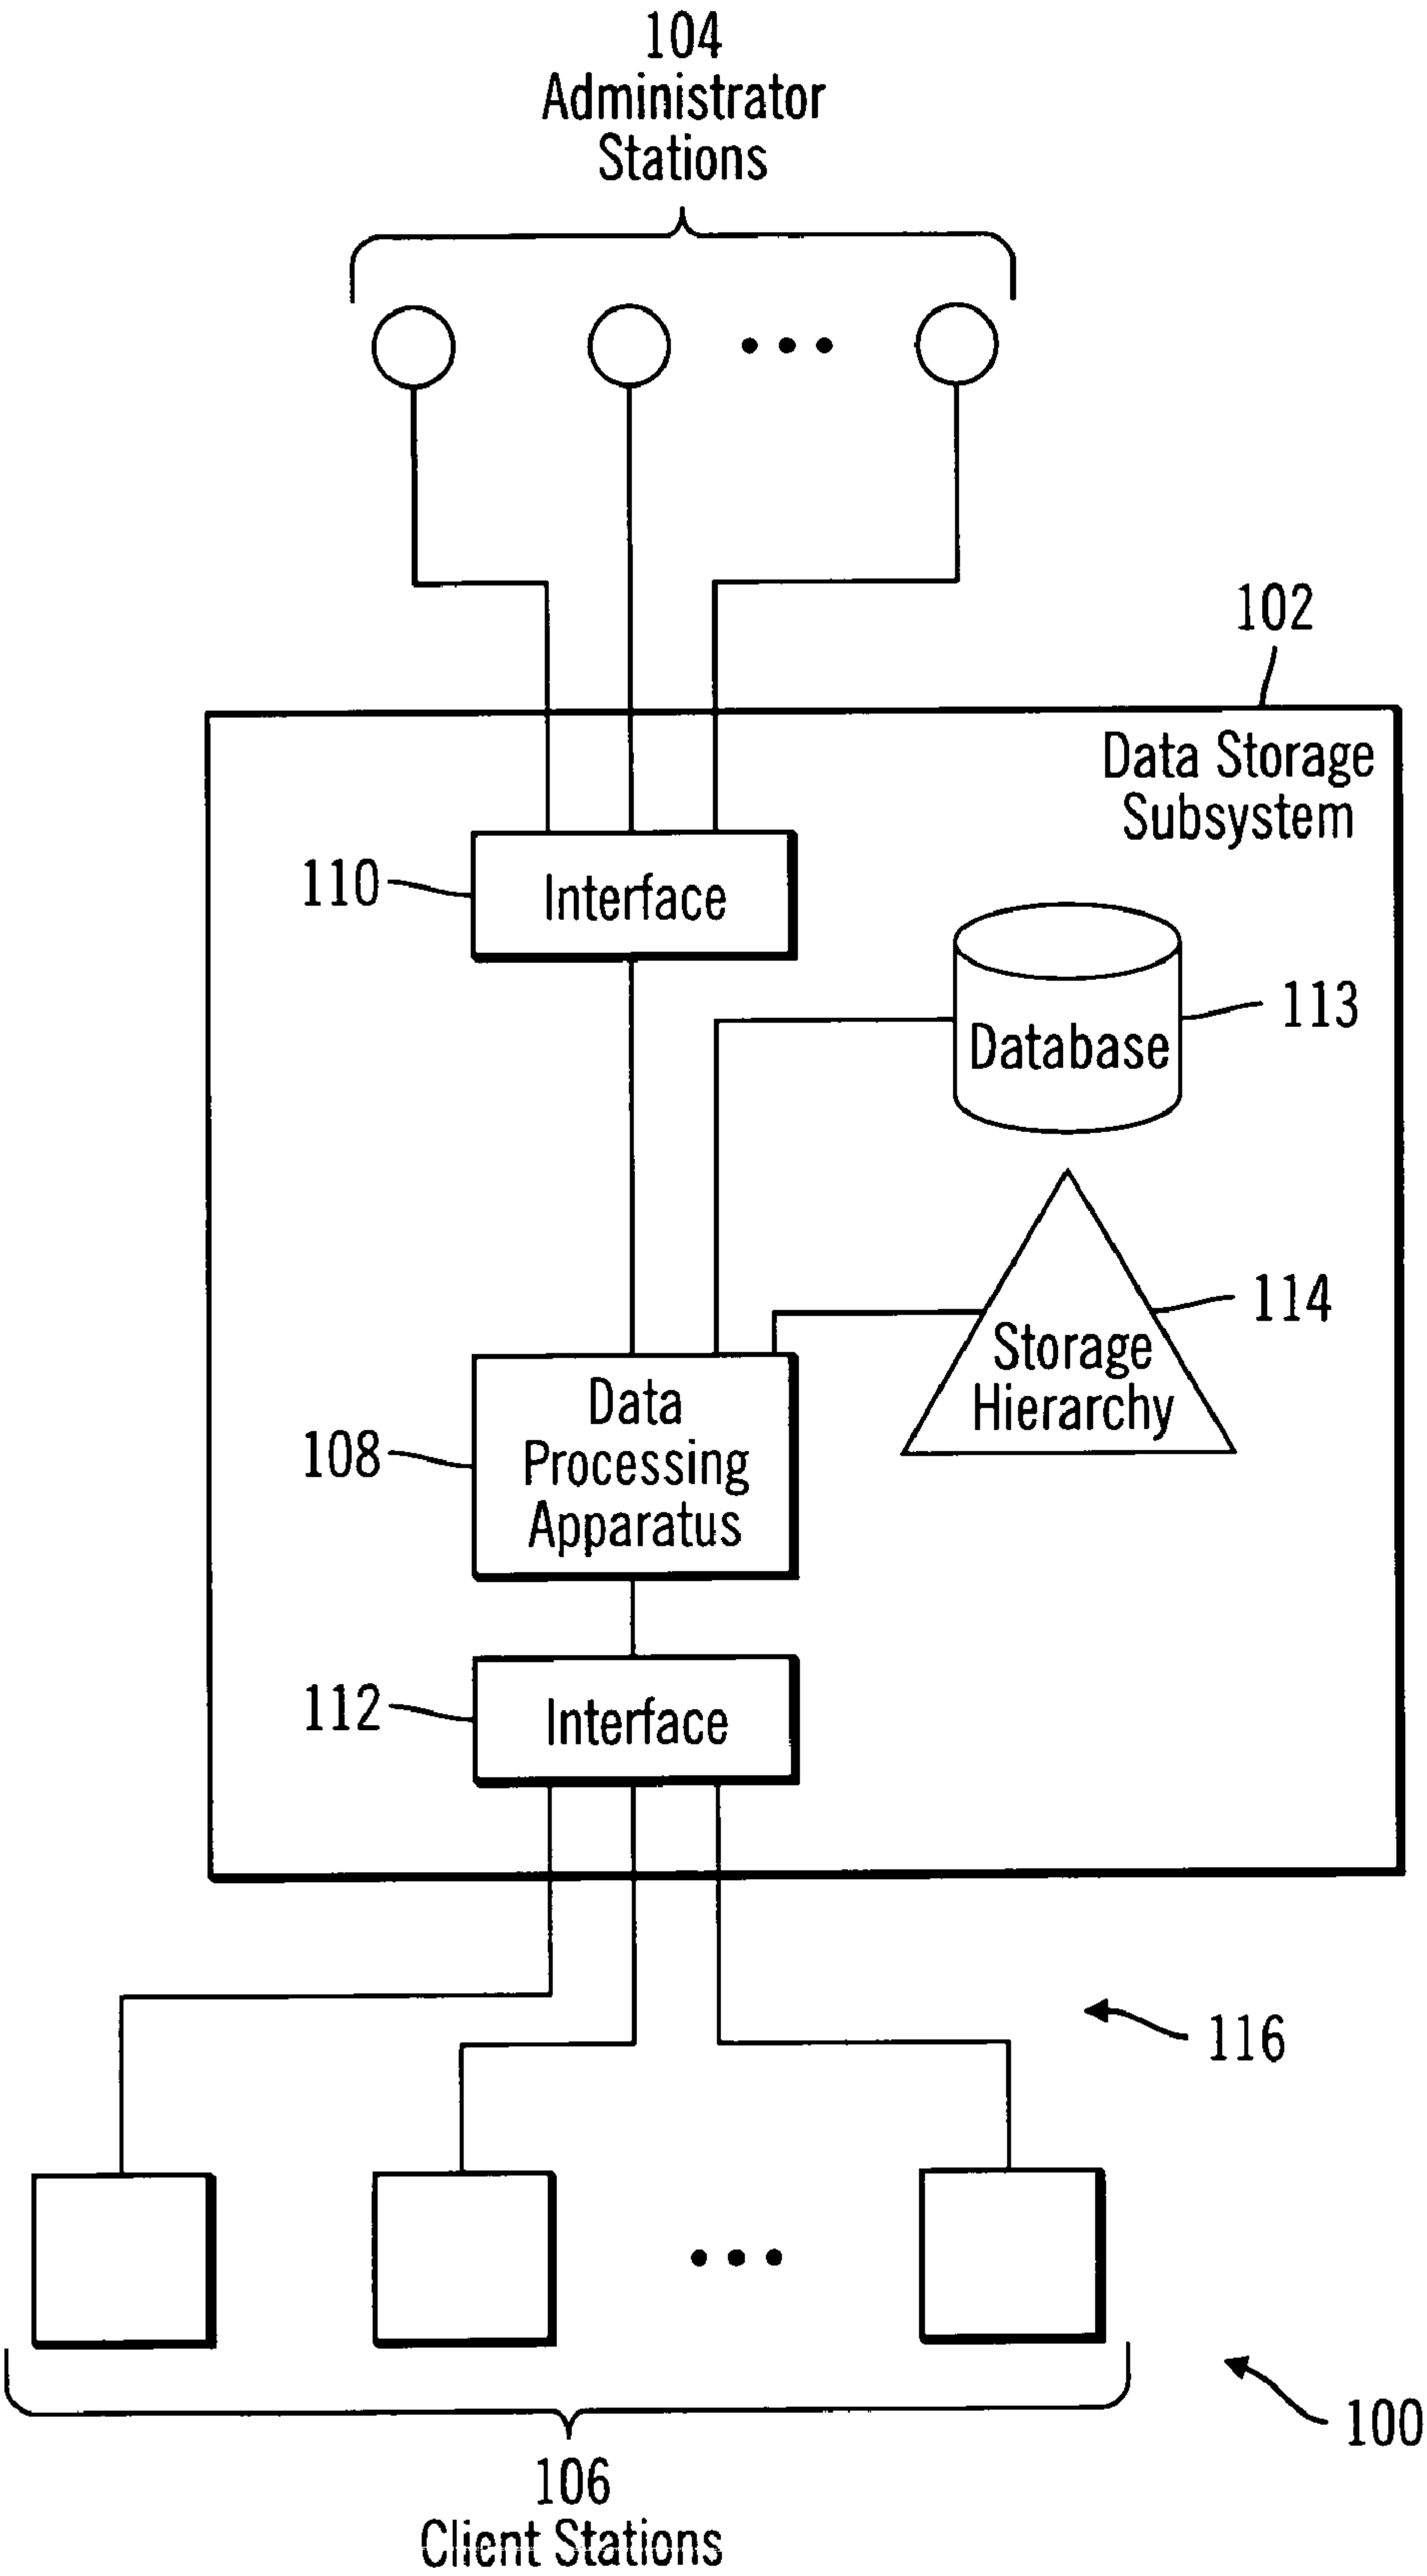 104
Administrator
Stations
102
Data Storage
Subsystem
110
Interface
113
Database
114
Storage
Hierarchy
108
Data
Processing
Apparatus
112
Interface
116
100
106
Client Stations